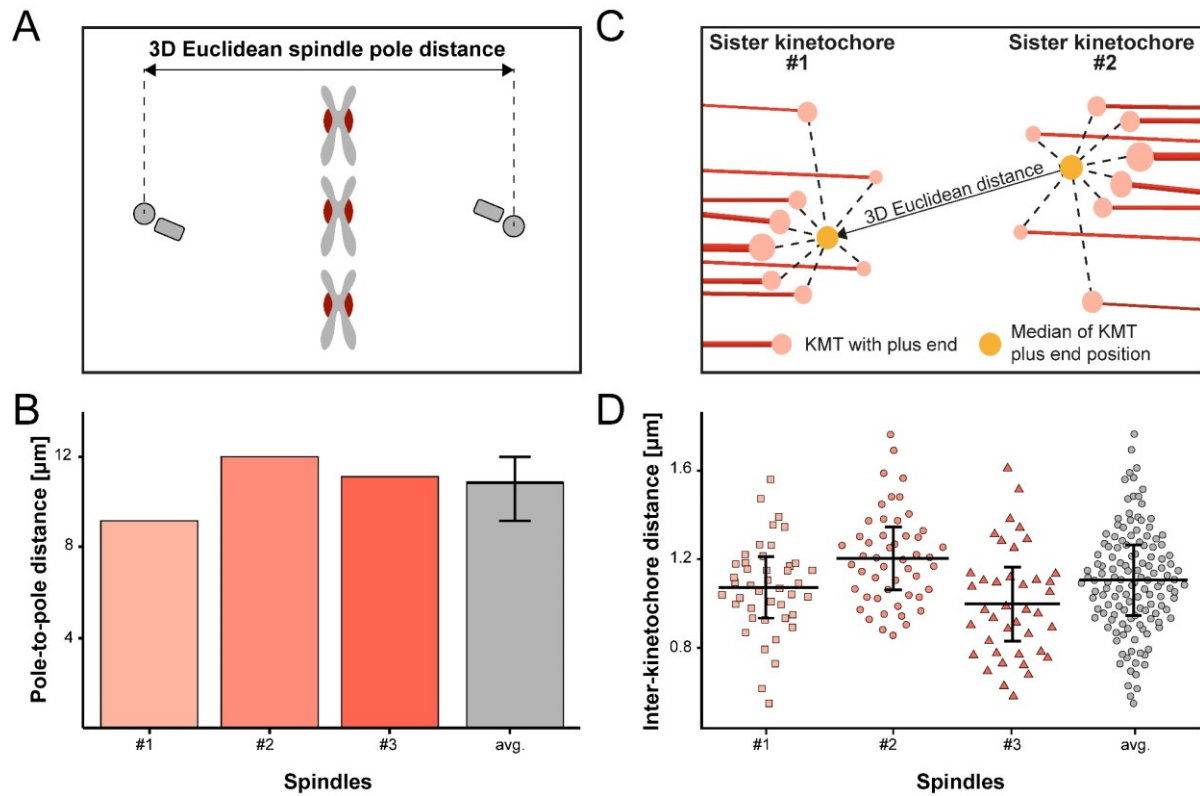 A
3D Euclidean spindle pole distance
B
Pole-to-pole distance [µm]
12
8
4
#1
#2
#3
avg.
Spindles
C
Sister kinetochore
#1
Sister kinetochore
#2
3D Euclidean distance
KMT with plus end
Median of KMT
plus end position
D
Inter-kinetochore distance [µm]
1.6
1.2
0.8
#1
#2
#3
avg.
Spindles